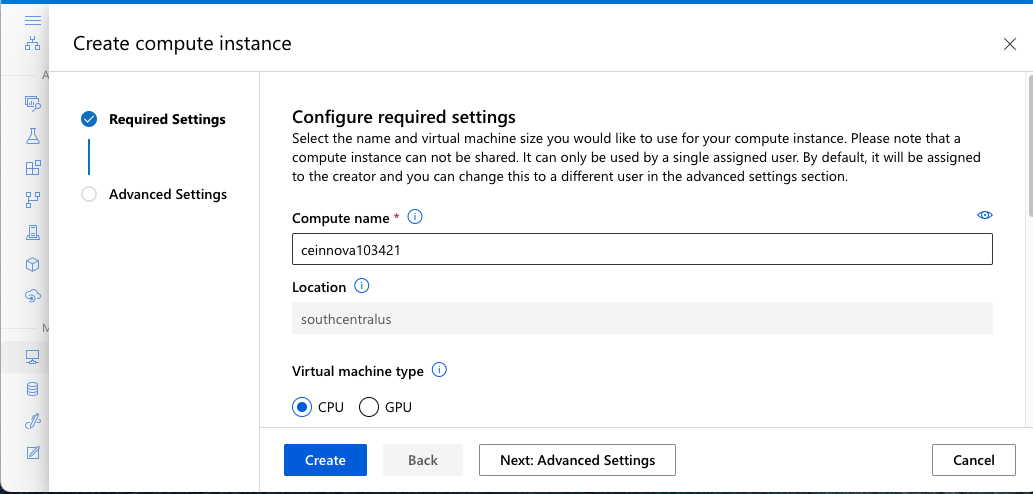 Create compute instance
A
Required Settings
Advanced Settings
Configure required settings
Select the name and virtual machine size you would like to use for your compute instance. Please note that a
compute instance can not be shared. It can only be used by a single assigned user. By default, it will be assigned
to the creator and you can change this to a different user in the advanced settings section.
Compute name *
ceinnova103421
Location
southcentralus
M
Virtual machine type
CPU GPU
Create Back Next: Advanced Settings Cancel